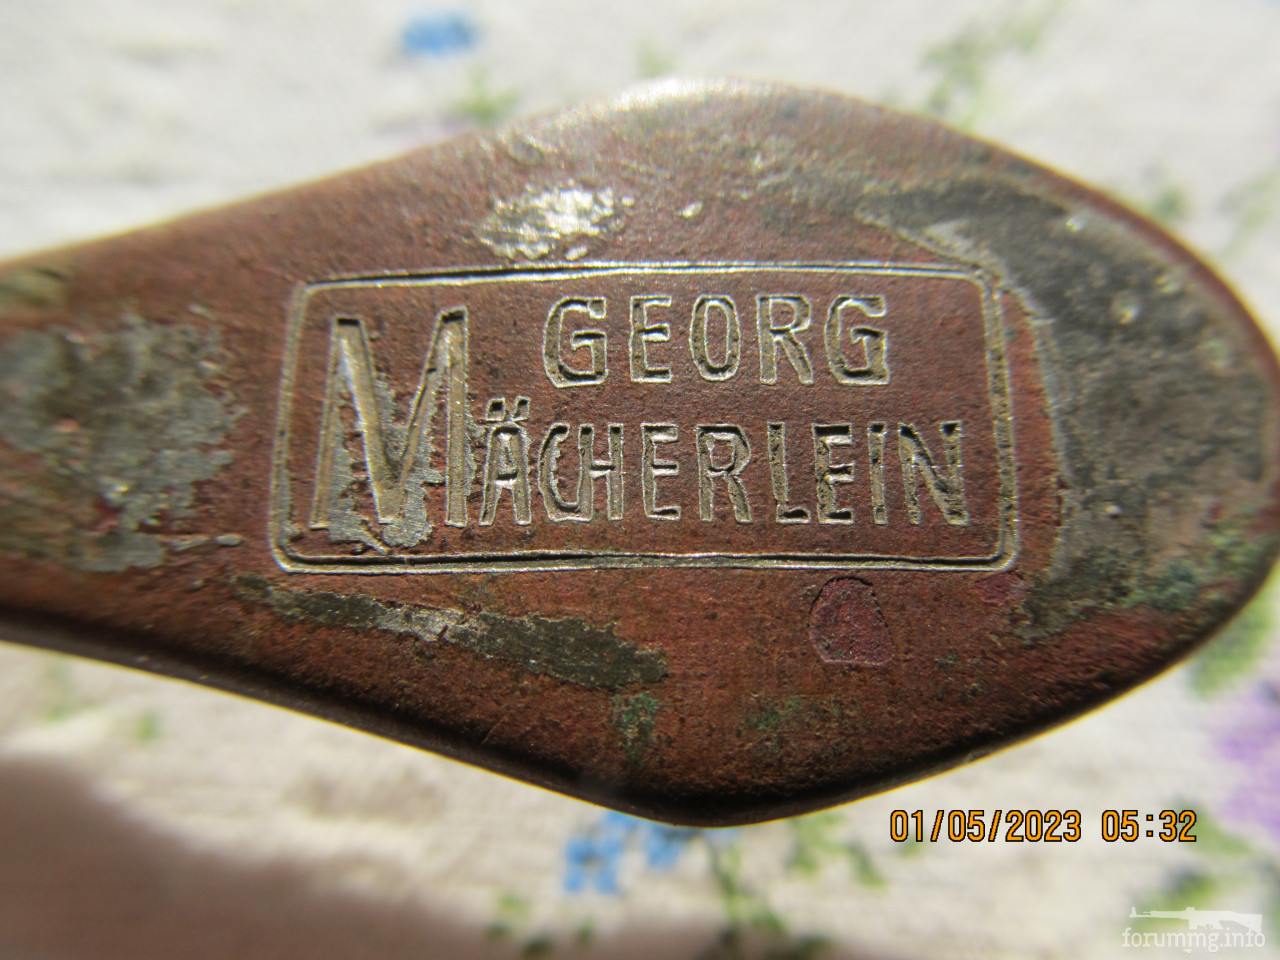 GEORG
MÄCHERLEIN
01/05/2023 05:32
forummg.info